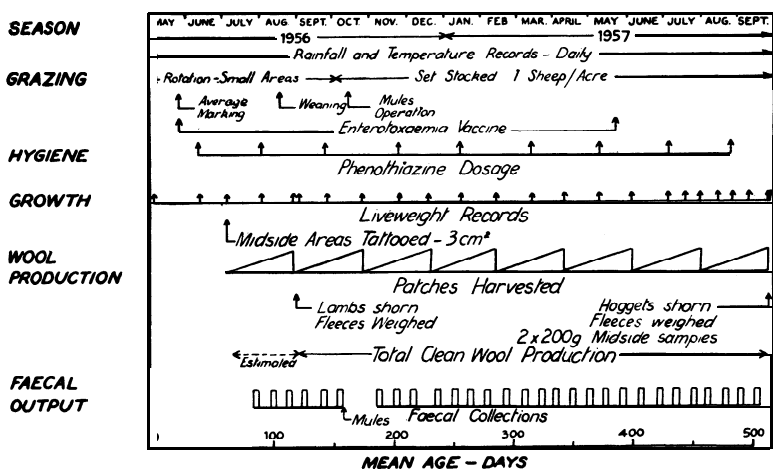 SEASON
MAY JUNE JULY AUG. SEPT. OCT. NOV. DEC. JAN. FEB MAR. APRIL MAY JUNE JULY AUG. SEPT.
1956 1957
Rainfall and Temperature Records - Daily
GRAZING
Rotation-Small Areas Set Stocked 1 Sheep/Acre
Average Marking
Weaning
Mules Operation
Enterotoxaemia Vaccine
HYGIENE
Phenothiazine Dosage
GROWTH
Liveweight Records
Midside Areas Tattooed - 3cm²
WOOL PRODUCTION
Patches Harvested
Lambs shorn
Fleeces Weighed
Hoggets shorn
Fleeces weighed
2 x 200g Midside samples
Estimated
Total Clean Wool Production
FAECAL OUTPUT
Mules
Faecal Collections
100 200 300 400 500
MEAN AGE - DAYS